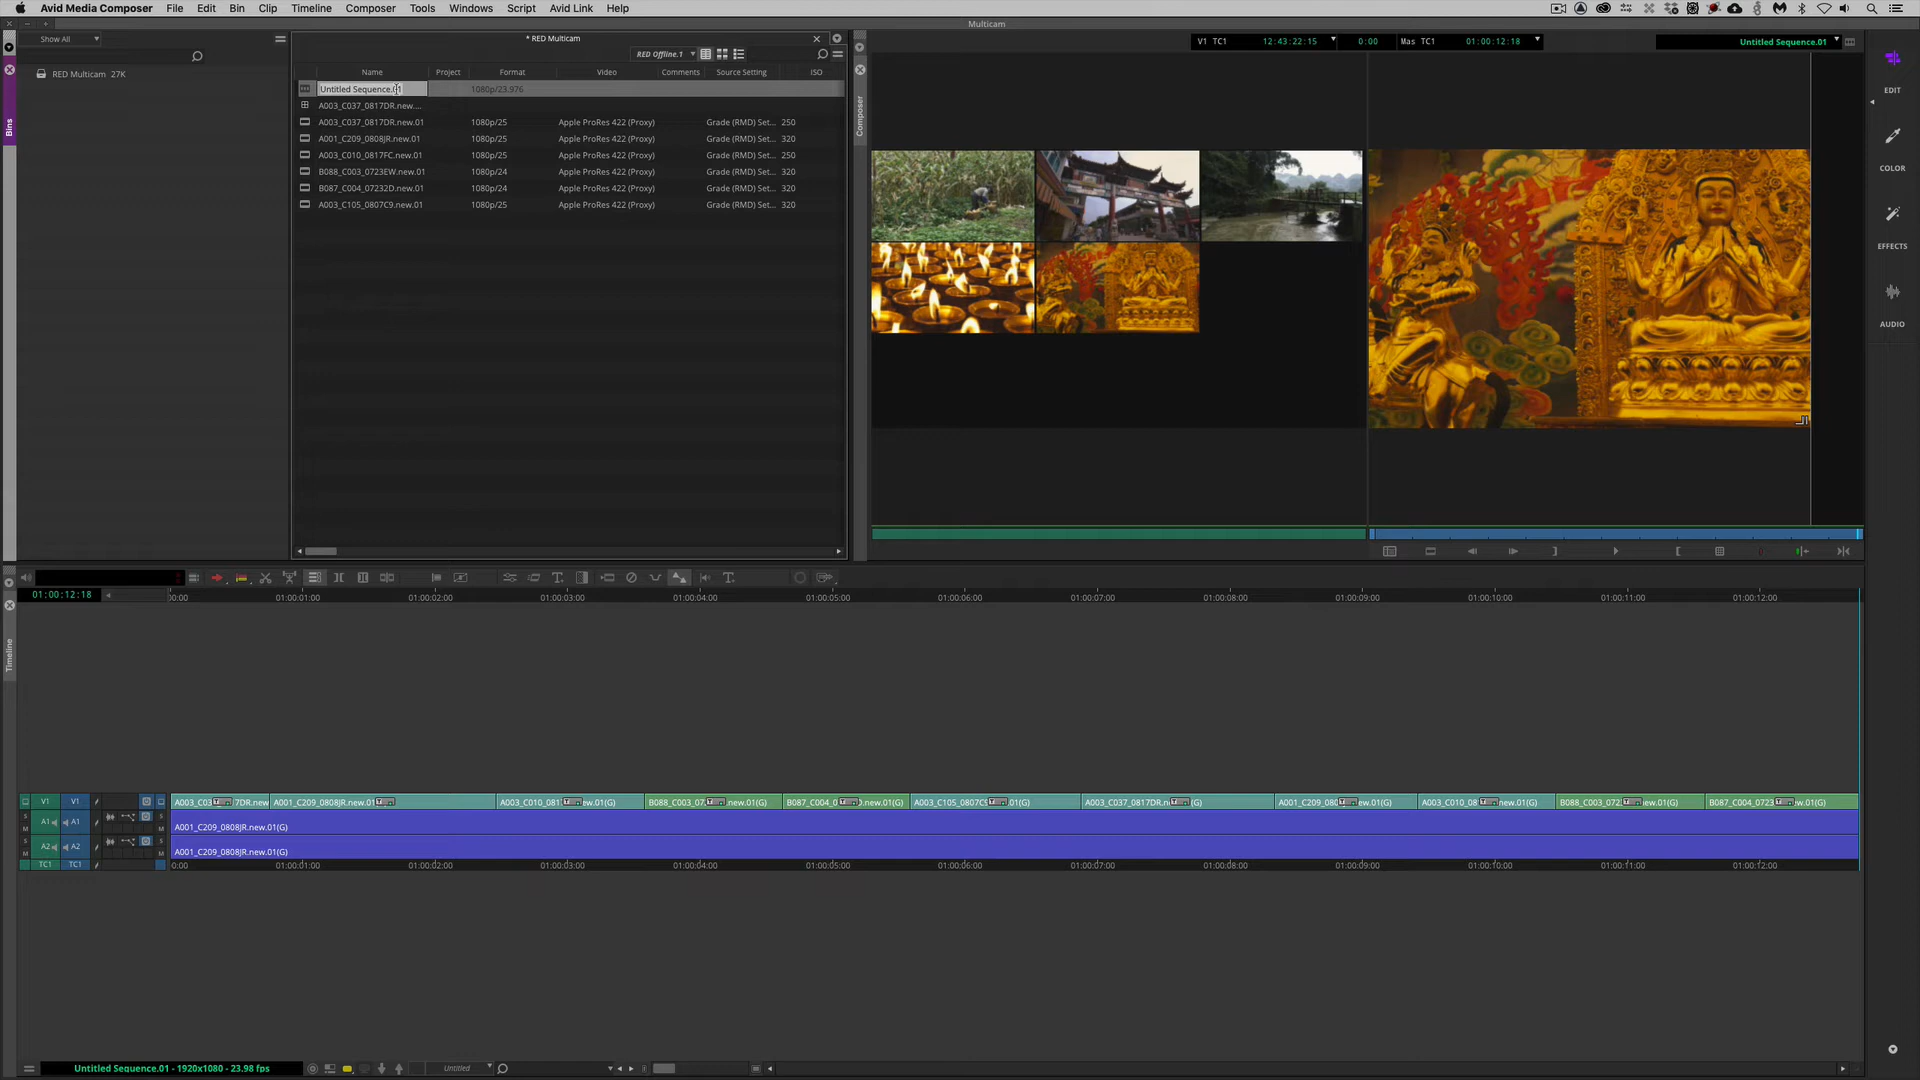 Avid Media Composer File Edit Bin Clip Timeline Composer Tools Windows Script Avid Link Help
Multicam
Show All
RED Multicam 27K
Bins
* RED Multicam
RED Offline.1
Name Project Format Video Comments Source Setting ISO
Untitled Sequence.01 1080p/23.976
A003_C037_0817DR.new....
A003_C037_0817DR.new.01 1080p/25 Apple ProRes 422 (Proxy) Grade (RMD) Set... 250
A001_C209_0808JR.new.01 1080p/25 Apple ProRes 422 (Proxy) Grade (RMD) Set... 320
A003_C010_0817FC.new.01 1080p/25 Apple ProRes 422 (Proxy) Grade (RMD) Set... 250
B088_C003_0723EW.new.01 1080p/24 Apple ProRes 422 (Proxy) Grade (RMD) Set... 320
B087_C004_07232D.new.01 1080p/24 Apple ProRes 422 (Proxy) Grade (RMD) Set... 320
A003_C105_0807C9.new.01 1080p/25 Apple ProRes 422 (Proxy) Grade (RMD) Set... 320
Composer
V1 TC1 12:43:22:15 0:00 Mas TC1 01:00:12:18 Untitled Sequence.01
EDIT
COLOR
EFFECTS
AUDIO
01:00:12:18
00:00 01:00:01:00 01:00:02:00 01:00:03:00 01:00:04:00 01:00:05:00 01:00:06:00 01:00:07:00 01:00:08:00 01:00:09:00 01:00:10:00 01:00:11:00 01:00:12:00
Timeline
V1 V1 A003_C03 7DR.new A001_C209_0808JR.new.01 A003_C010_081 ew.01(G) B088_C003_07 .new.01(G) B087_C004_0 .new.01(G) A003_C105_0807C9 .01(G) A003_C037_0817DR.n (G) A001_C209_080 ew.01(G) A003_C010_08 ew.01(G) B088_C003_072 ew.01(G) B087_C004_0723 ew.01(G)
S A1 A1 S A001_C209_0808JR.new.01(G)
M M
S A2 A2 S A001_C209_0808JR.new.01(G)
M M
TC1 TC1 0:00 01:00:01:00 01:00:02:00 01:00:03:00 01:00:04:00 01:00:05:00 01:00:06:00 01:00:07:00 01:00:08:00 01:00:09:00 01:00:10:00 01:00:11:00 01:00:12:00
Untitled Sequence.01 - 1920x1080 - 23.98 fps Untitled